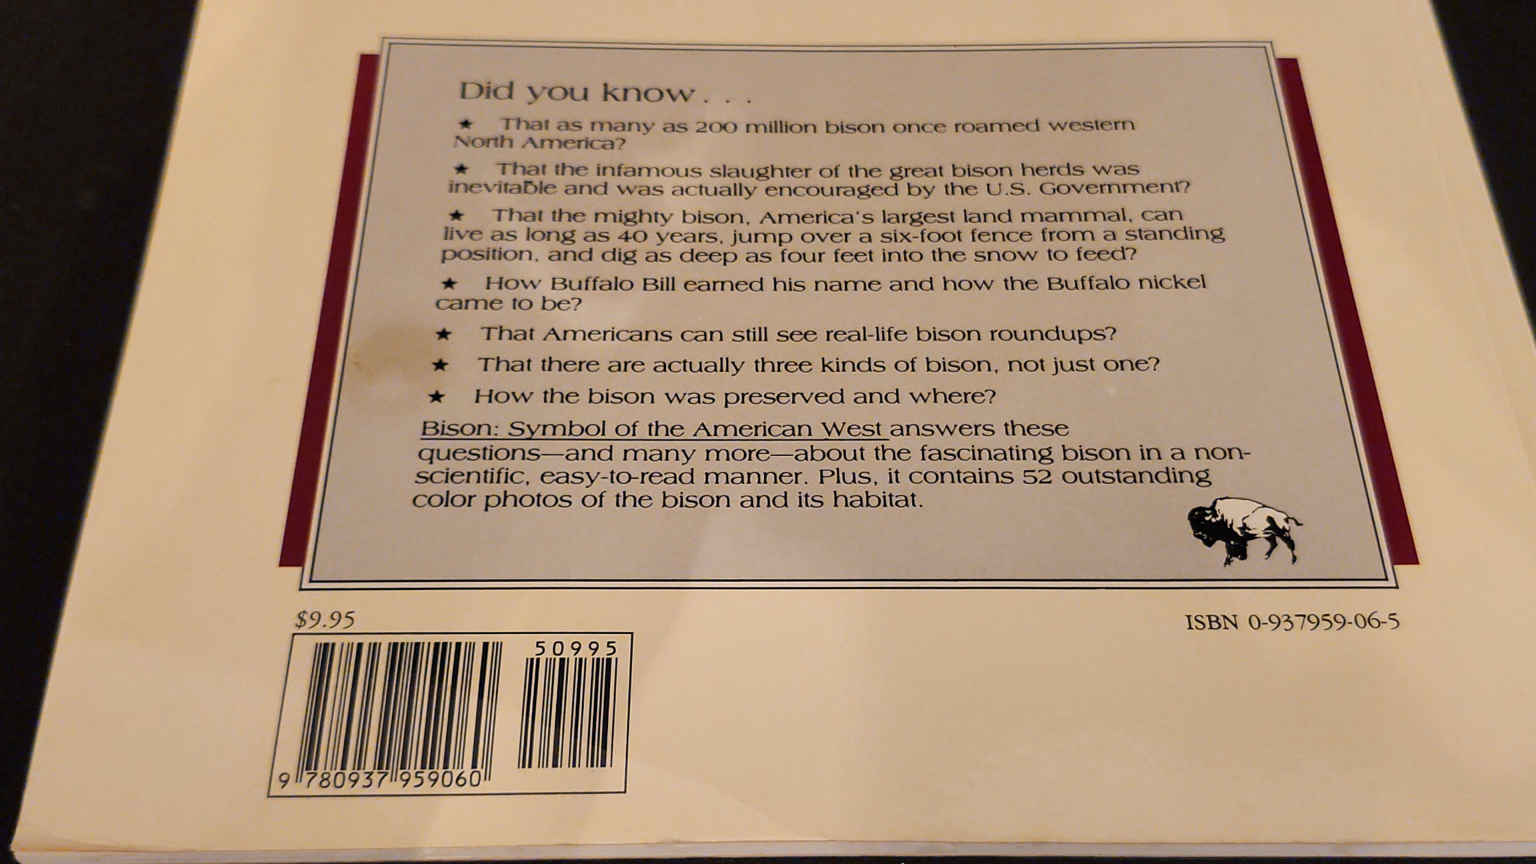 Did you know...
★ That as many as 200 million bison once roamed western
North America?
★ That the infamous slaughter of the great bison herds was
inevitable and was actually encouraged by the U.S. Government?
★ That the mighty bison, America's largest land mammal, can
live as long as 40 years, jump over a six-foot fence from a standing
position, and dig as deep as four feet into the snow to feed?
★ How Buffalo Bill earned his name and how the Buffalo nickel
came to be?
★ That Americans can still see real-life bison roundups?
★ That there are actually three kinds of bison, not just one?
★ How the bison was preserved and where?
Bison: Symbol of the American West answers these
questions—and many more—about the fascinating bison in a non-
scientific, easy-to-read manner. Plus, it contains 52 outstanding
color photos of the bison and its habitat.
$9.95
ISBN 0-937959-06-5
50995
9 780937 959060